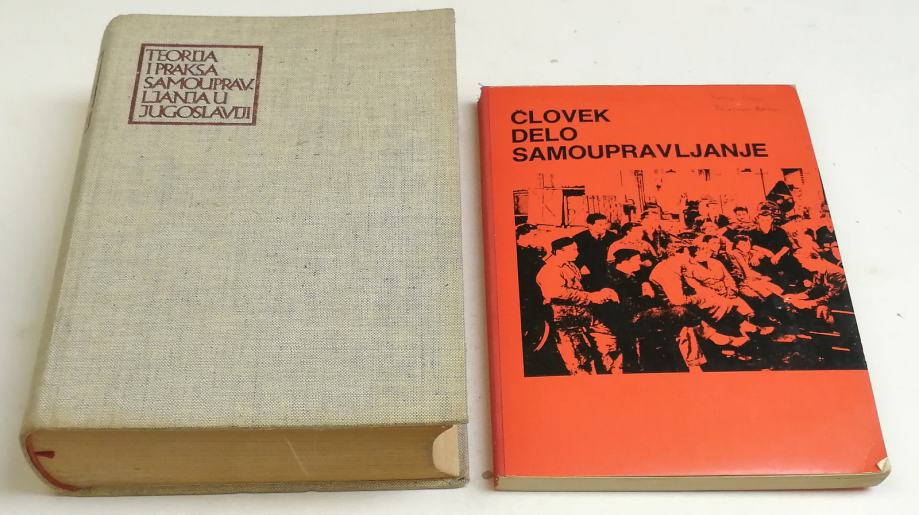 TEORIJA
I PRAKSA
SAMOUPRAV-
LJANJA U
JUGOSLAVIJI
ČLOVEK
DELO
SAMOUPRAVLJANJE